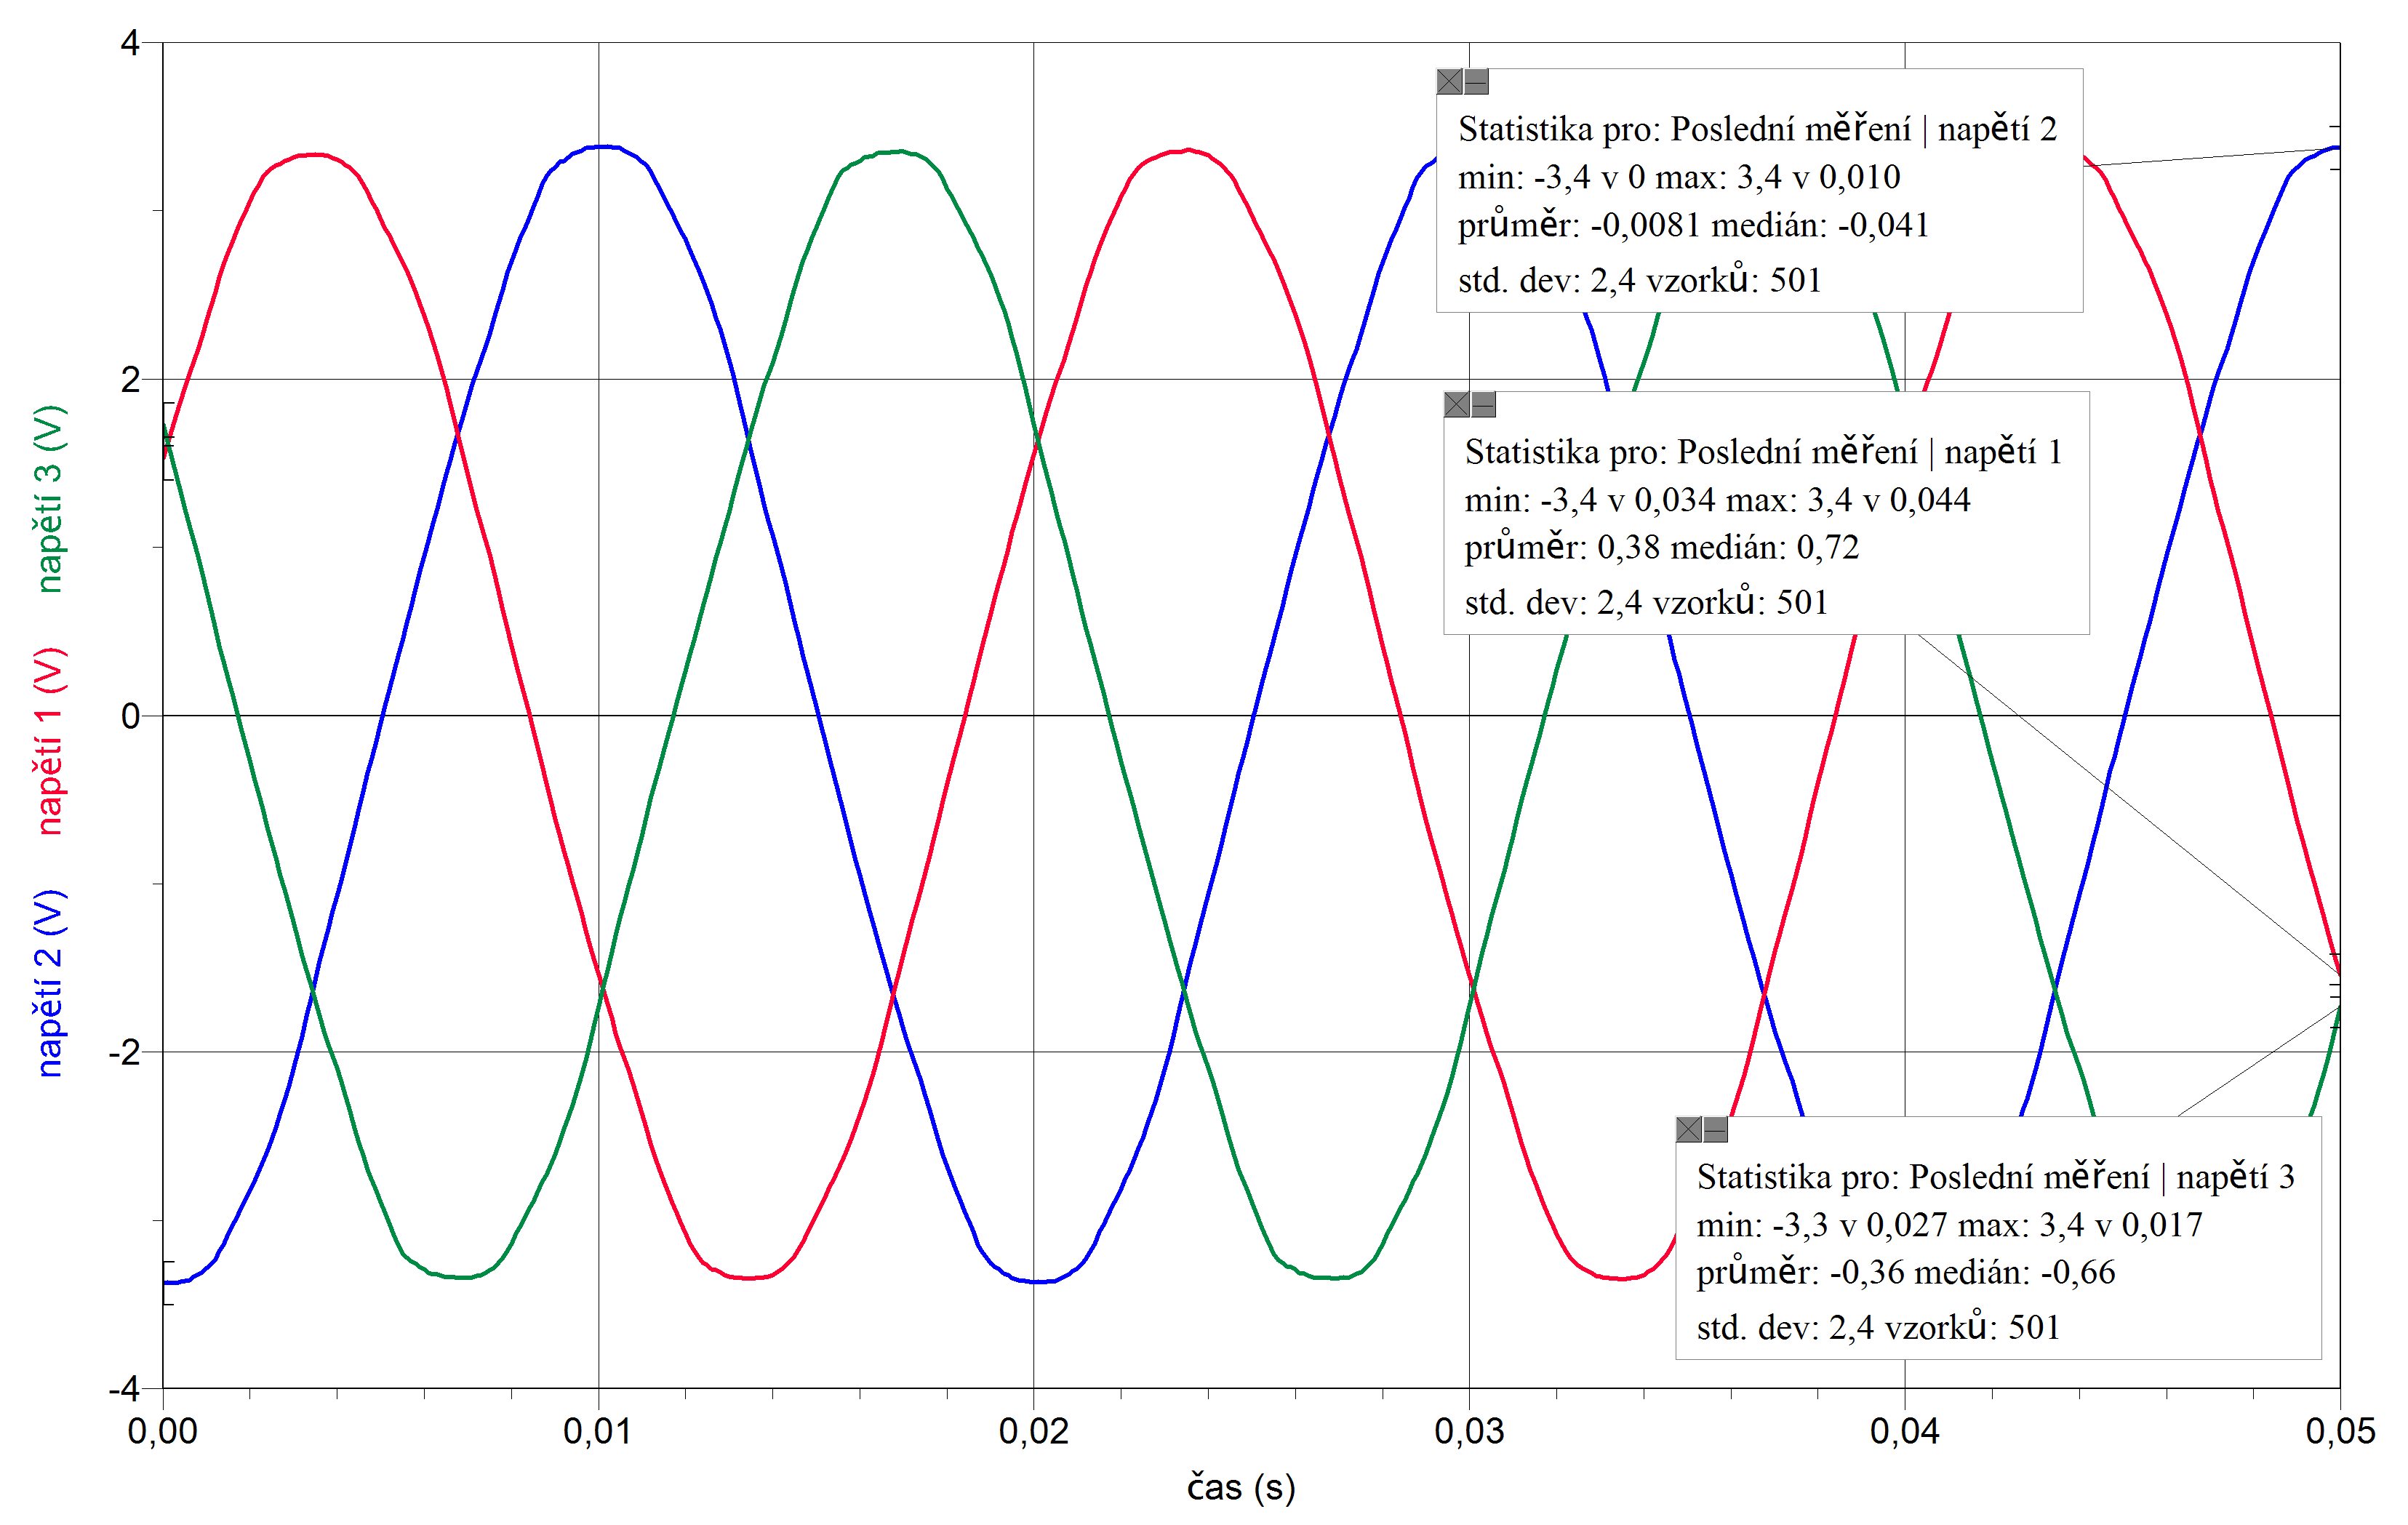 4
2
0
-2
-4
napětí 3 (V)
napětí 1 (V)
napětí 2 (V)
Statistika pro: Poslední měření | napětí 2
min: -3,4 v 0 max: 3,4 v 0,010
průměr: -0,0081 medián: -0,041
std. dev: 2,4 vzorků: 501
Statistika pro: Poslední měření | napětí 1
min: -3,4 v 0,034 max: 3,4 v 0,044
průměr: 0,38 medián: 0,72
std. dev: 2,4 vzorků: 501
Statistika pro: Poslední měření | napětí 3
min: -3,3 v 0,027 max: 3,4 v 0,017
průměr: -0,36 medián: -0,66
std. dev: 2,4 vzorků: 501
0,00 0,01 0,02 0,03 0,04 0,05
čas (s)